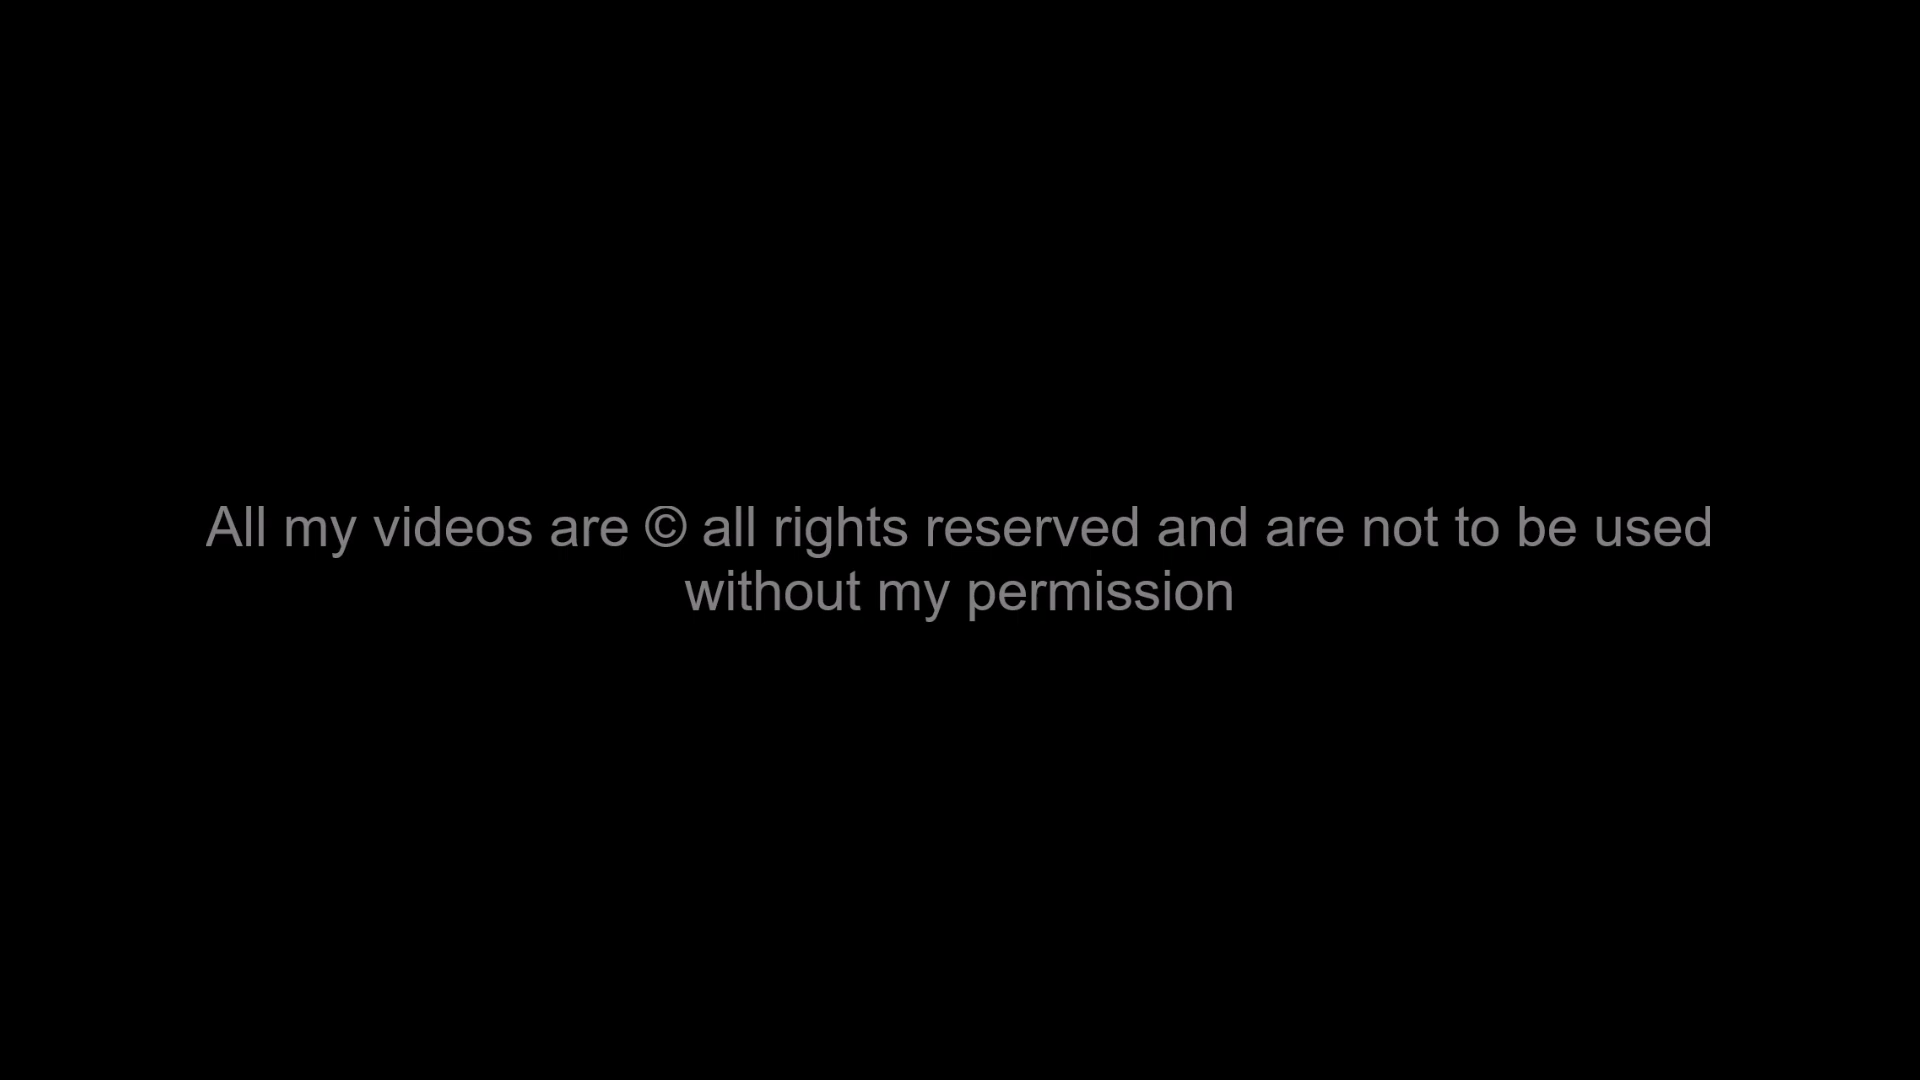 All my videos are © all rights reserved and are not to be used
without my permission